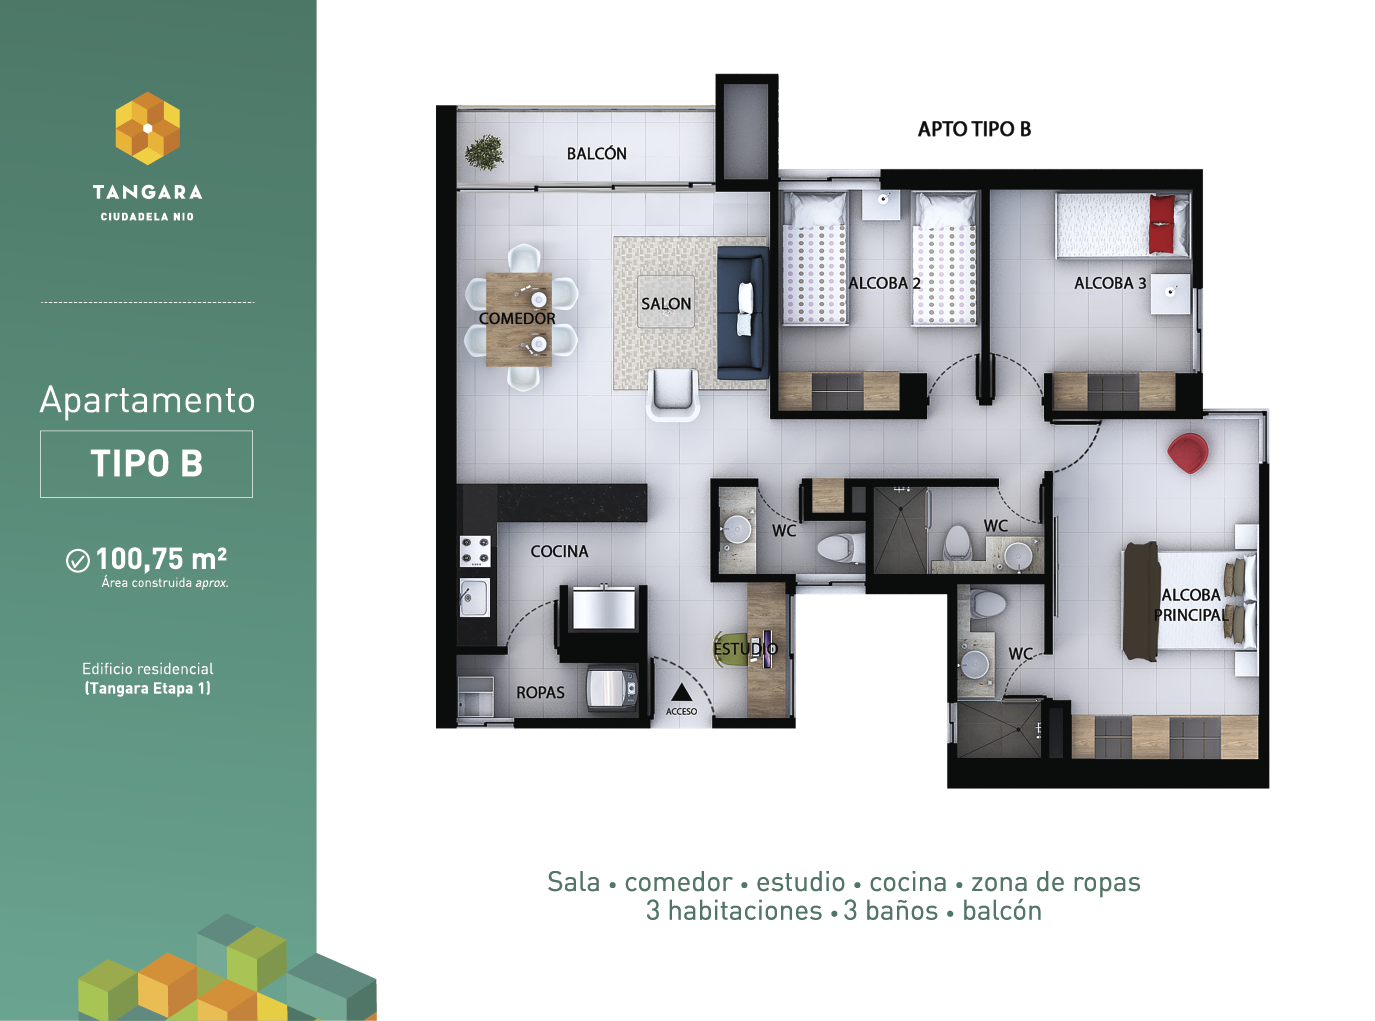 TANGARA
CIUDADELA NIO
Apartamento
TIPO B
100,75 m²
Área construida aprox.
Edificio residencial
(Tangara Etapa 1)
APTO TIPO B
BALCÓN
COMEDOR
SALON
ALCOBA 2
ALCOBA 3
COCINA
WC
WC
ALCOBA
PRINCIPAL
ESTUDIO
WC
ROPAS
ACCESO
Sala • comedor • estudio • cocina • zona de ropas
3 habitaciones • 3 baños • balcón